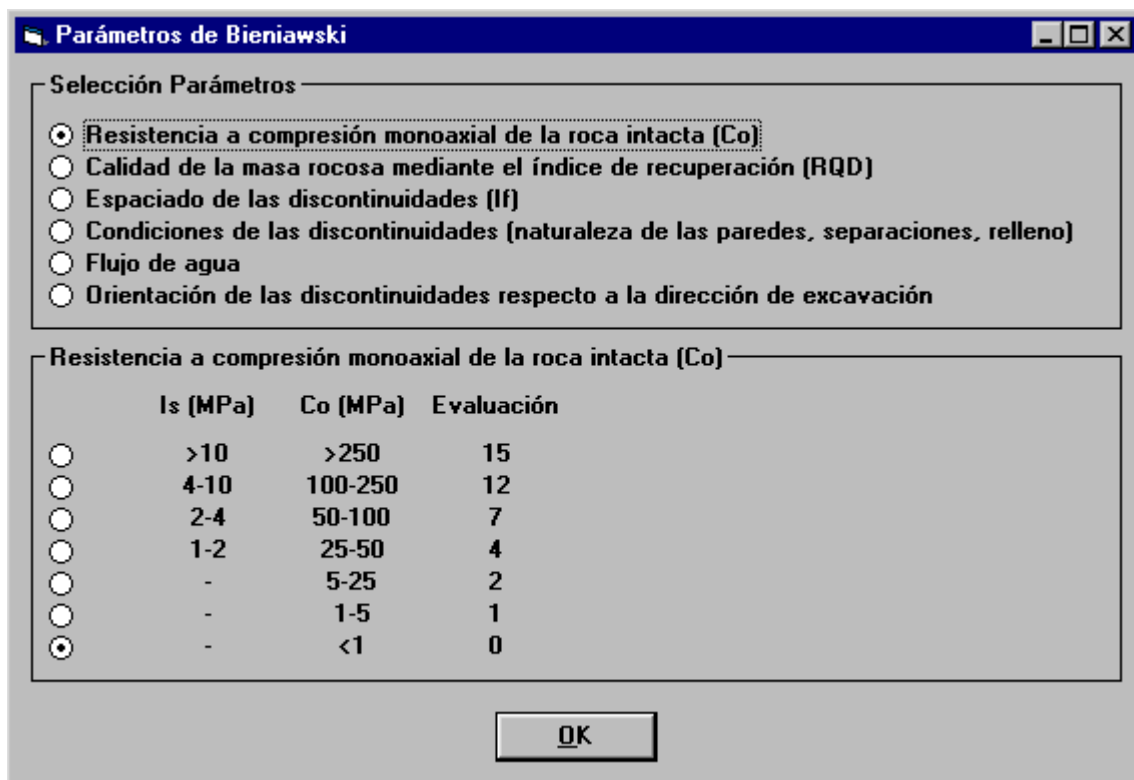 Parámetros de Bieniawski
Selección Parámetros
Resistencia a compresión monoaxial de la roca intacta (Co)
Calidad de la masa rocosa mediante el índice de recuperación (RQD)
Espaciado de las discontinuidades (If)
Condiciones de las discontinuidades (naturaleza de las paredes, separaciones, relleno)
Flujo de agua
Orientación de las discontinuidades respecto a la dirección de excavación
Resistencia a compresión monoaxial de la roca intacta (Co)
Is (MPa) Co (MPa) Evaluación
>10 >250 15
4-10 100-250 12
2-4 50-100 7
1-2 25-50 4
- 5-25 2
- 1-5 1
- <1 0
OK